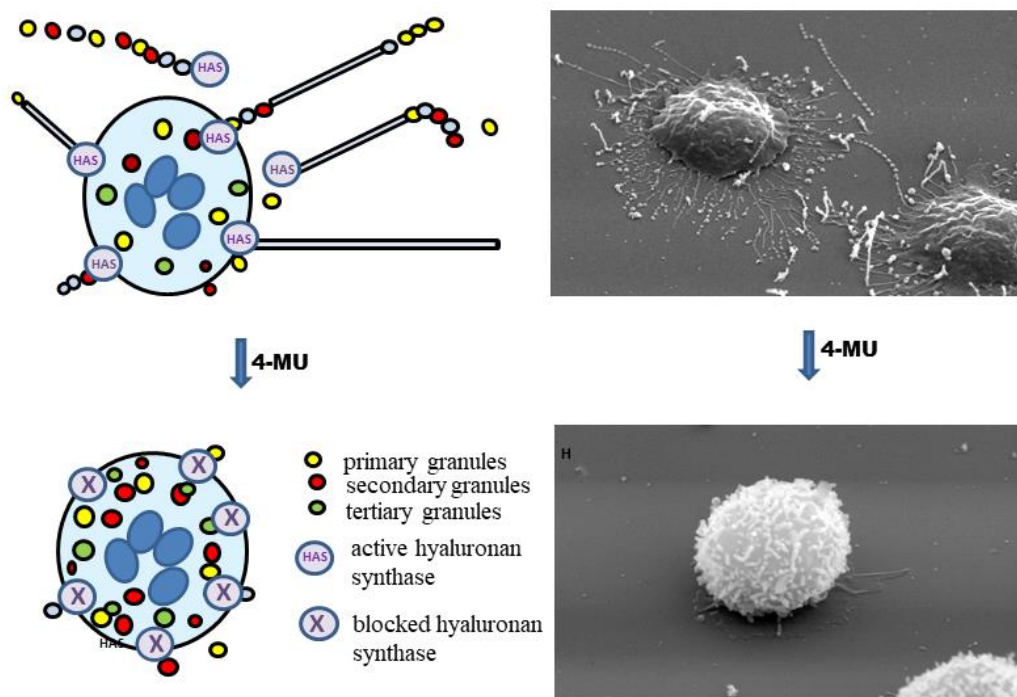 HAS
HAS
HAS
HAS
HAS
HAS
4-MU
4-MU
H
primary granules
secondary granules
tertiary granules
HAS
active hyaluronan
synthase
X
X
X
X
X
X
HAS
X
blocked hyaluronan
synthase